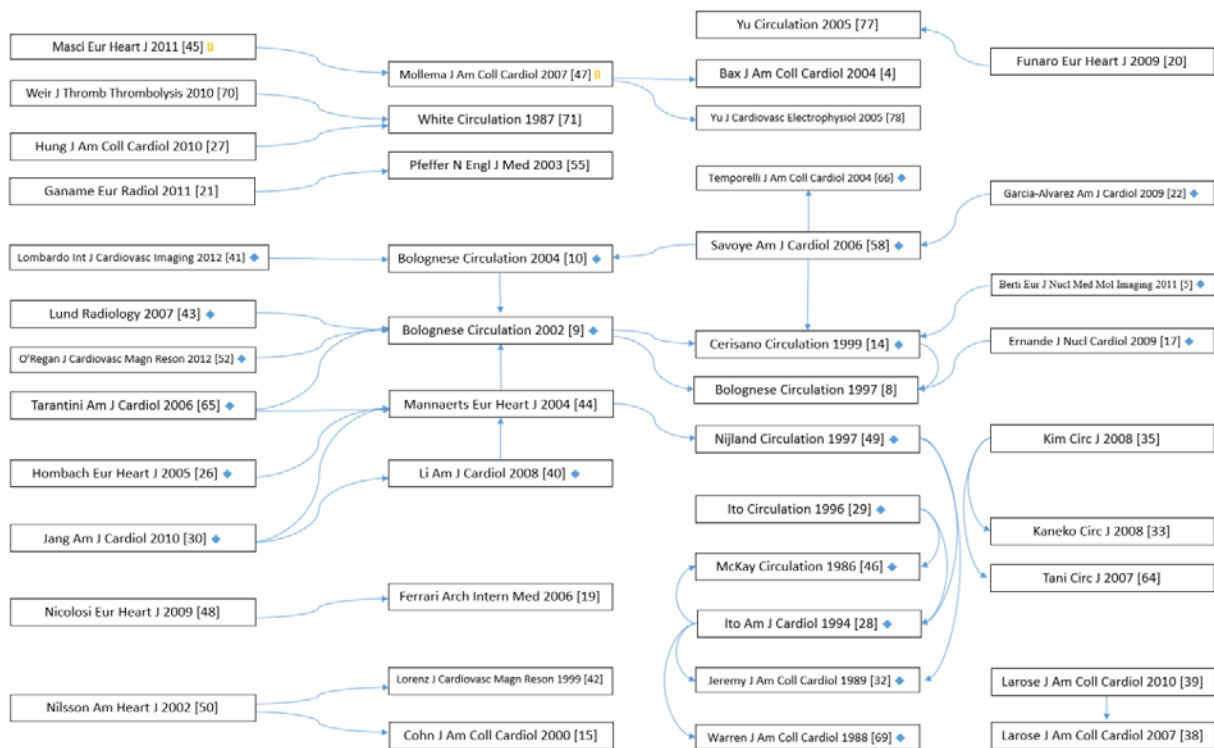 Masci Eur Heart J 2011 [45]
Weir J Thromb Thrombolysis 2010 [70]
Hung J Am Coll Cardiol 2010 [27]
Ganame Eur Radiol 2011 [21]
Lombardo Int J Cardiovasc Imaging 2012 [41]
Lund Radiology 2007 [43]
O'Regan J Cardiovasc Magn Reson 2012 [52]
Tarantini Am J Cardiol 2006 [65]
Hombach Eur Heart J 2005 [26]
Jang Am J Cardiol 2010 [30]
Nicolosi Eur Heart J 2009 [48]
Nilsson Am Heart J 2002 [50]
Mollema J Am Coll Cardiol 2007 [47]
White Circulation 1987 [71]
Pfeffer N Engl J Med 2003 [55]
Bolognese Circulation 2004 [10]
Bolognese Circulation 2002 [9]
Mannaerts Eur Heart J 2004 [44]
Li Am J Cardiol 2008 [40]
Ferrari Arch Intern Med 2006 [19]
Lorenz J Cardiovasc Magn Reson 1999 [42]
Cohn J Am Coll Cardiol 2000 [15]
Yu Circulation 2005 [77]
Bax J Am Coll Cardiol 2004 [4]
Yu J Cardiovasc Electrophysiol 2005 [78]
Temporelli J Am Coll Cardiol 2004 [66]
Savoye Am J Cardiol 2006 [58]
Cerisano Circulation 1999 [14]
Bolognese Circulation 1997 [8]
Nijland Circulation 1997 [49]
Ito Circulation 1996 [29]
McKay Circulation 1986 [46]
Ito Am J Cardiol 1994 [28]
Jeremy J Am Coll Cardiol 1989 [32]
Warren J Am Coll Cardiol 1988 [69]
Funaro Eur Heart J 2009 [20]
Garcia-Alvarez Am J Cardiol 2009 [22]
Berti Eur J Nucl Med Mol Imaging 2011 [5]
Ernande J Nucl Cardiol 2009 [17]
Kim Circ J 2008 [35]
Kaneko Circ J 2008 [33]
Tani Circ J 2007 [64]
Larose J Am Coll Cardiol 2010 [39]
Larose J Am Coll Cardiol 2007 [38]